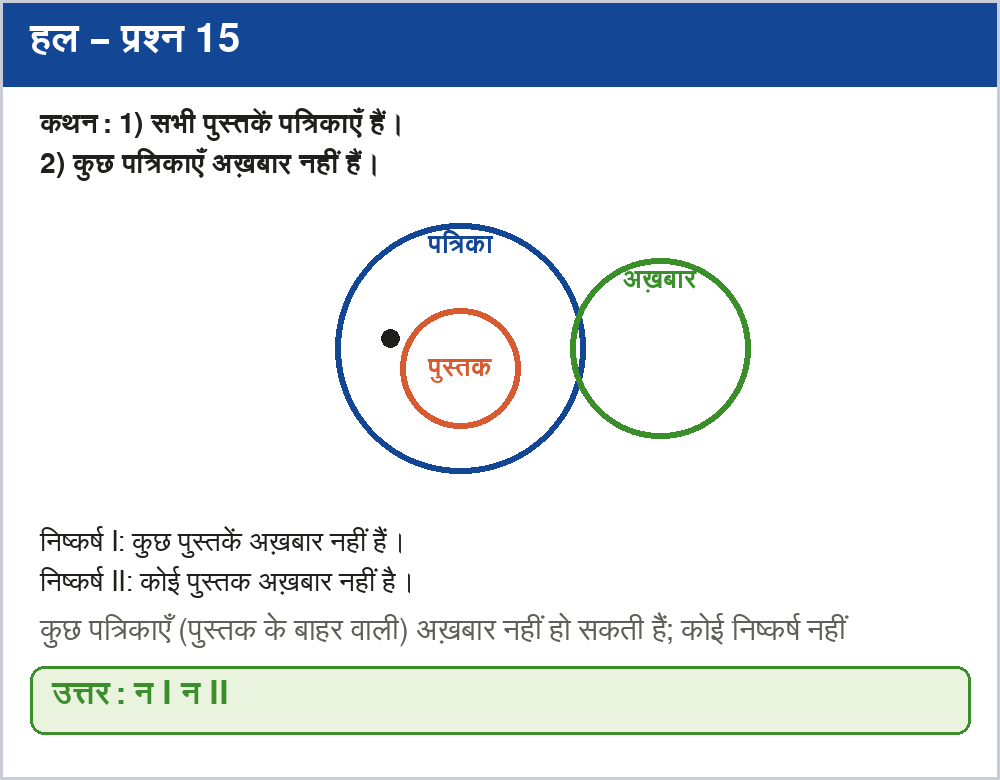 हल – प्रश्न 15
कथन : 1) सभी पुस्तकें पत्रिकाएँ हैं।
2) कुछ पत्रिकाएँ अख़बार नहीं हैं।
पत्रिका
अख़बार
पुस्तक
निष्कर्ष I: कुछ पुस्तकें अख़बार नहीं हैं।
निष्कर्ष II: कोई पुस्तक अख़बार नहीं है।
कुछ पत्रिकाएँ (पुस्तक के बाहर वाली) अख़बार नहीं हो सकती हैं; कोई निष्कर्ष नहीं
उत्तर : न I न II